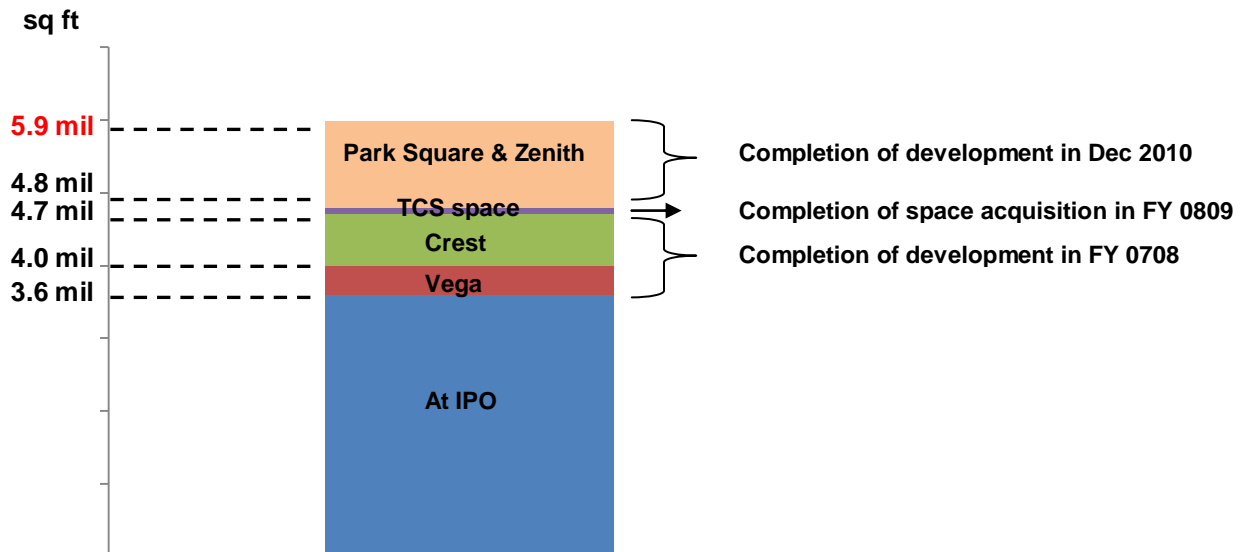 sq ft
5.9 mil
Park Square & Zenith
Completion of development in Dec 2010
4.8 mil
4.7 mil
TCS space
Completion of space acquisition in FY 0809
Crest
Completion of development in FY 0708
4.0 mil
Vega
3.6 mil
At IPO